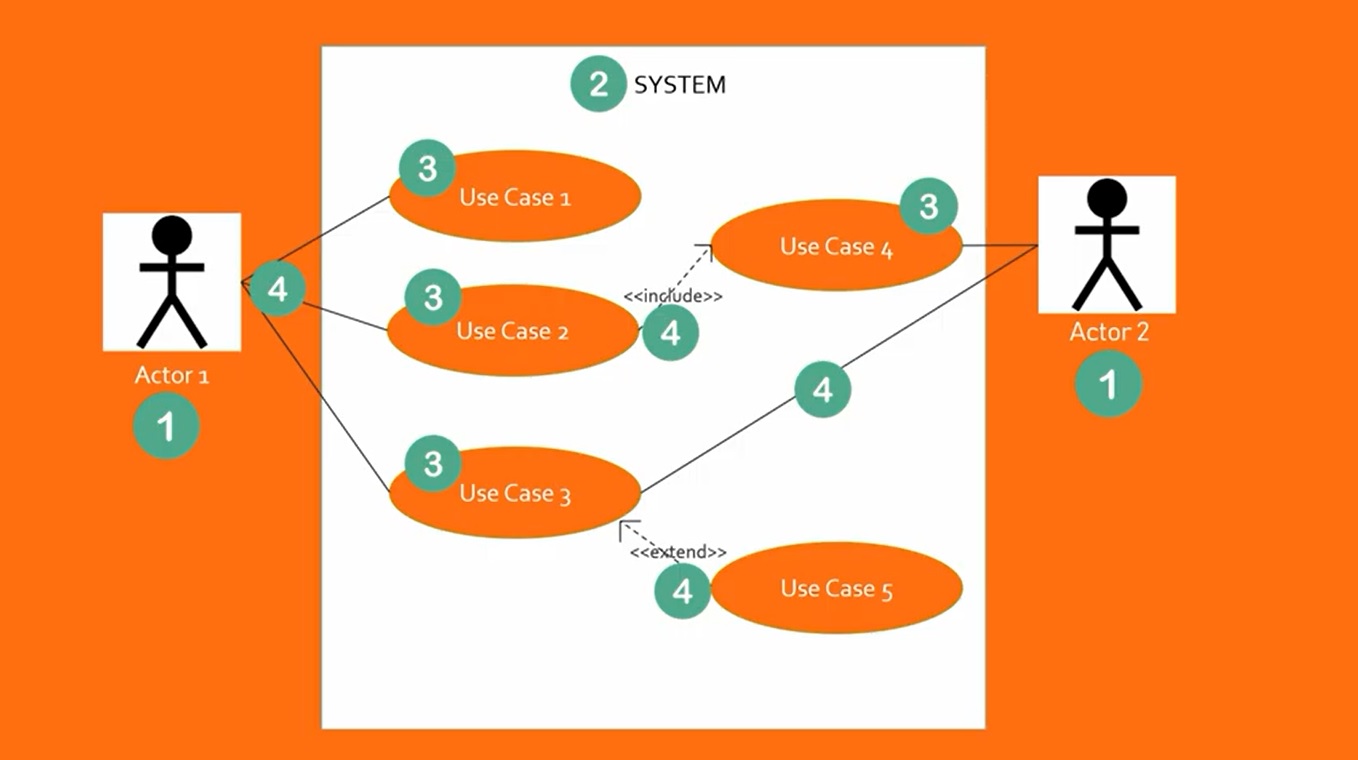 2 SYSTEM
3
Use Case 1
3
Use Case 4
4
3
<<include>>
Use Case 2
4
Actor 2
1
Actor 1
1
4
3
Use Case 3
<<extend>>
4
Use Case 5